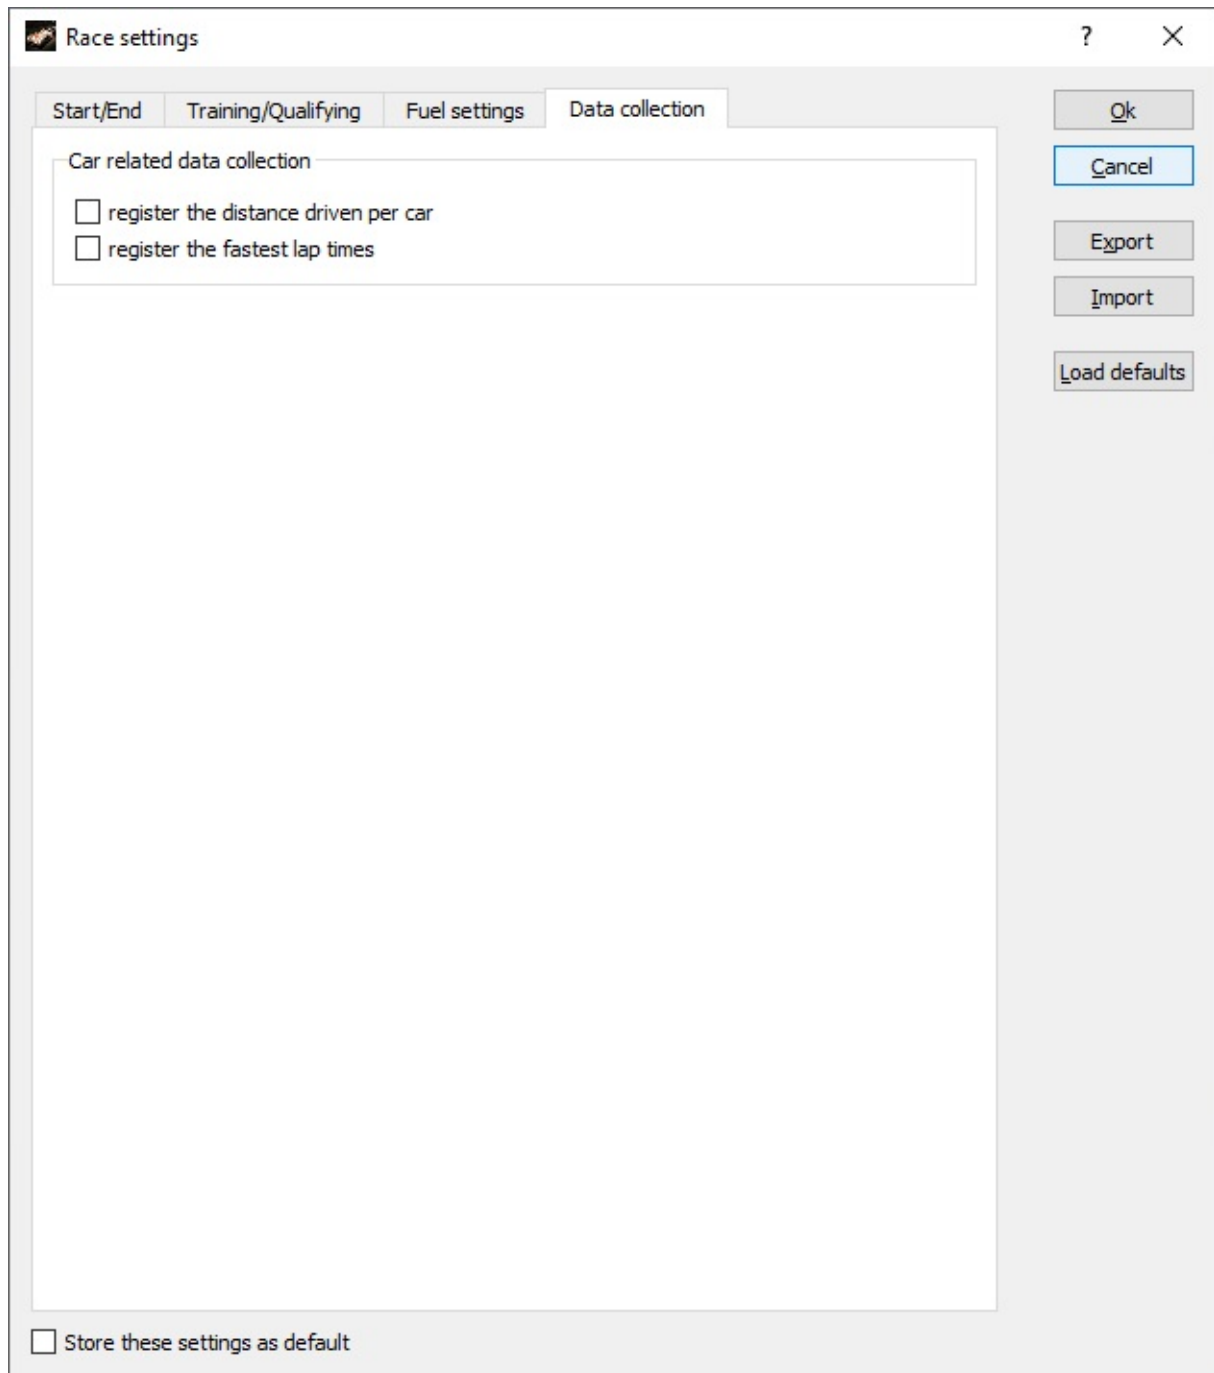 Race settings
?
Start/End
Training/Qualifying
Fuel settings
Data collection
Ok
Cancel
Export
Import
Load defaults
Car related data collection
register the distance driven per car
register the fastest lap times
Store these settings as default